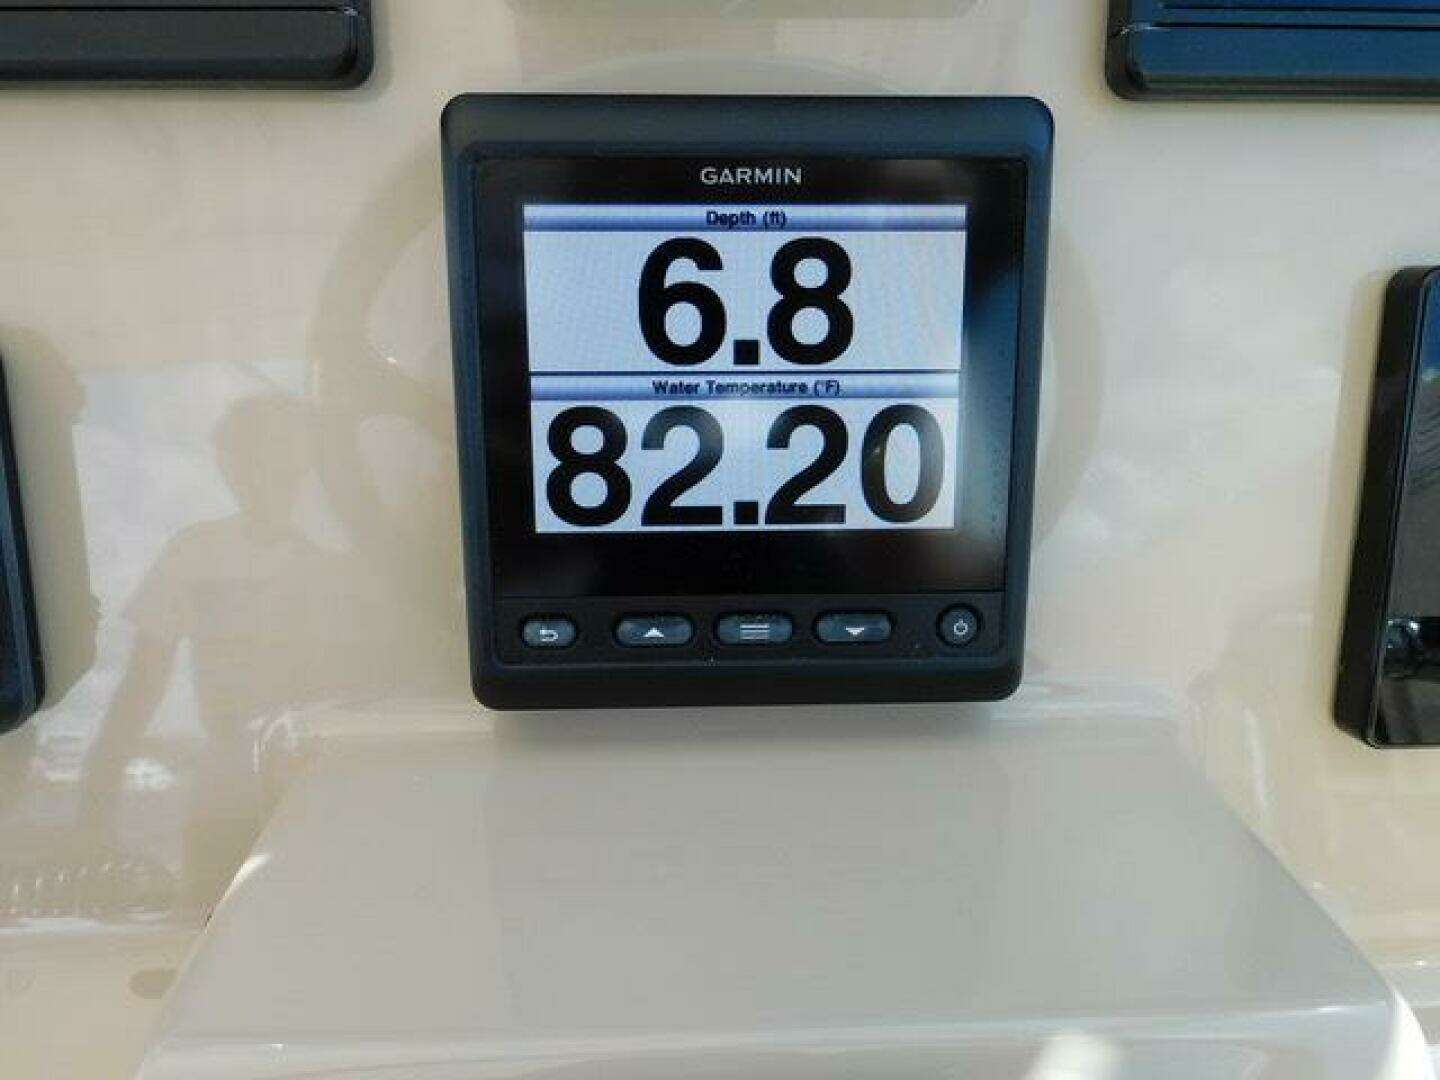 GARMIN
Depth (ft)
6.8
Water Temperature (°F)
82.20